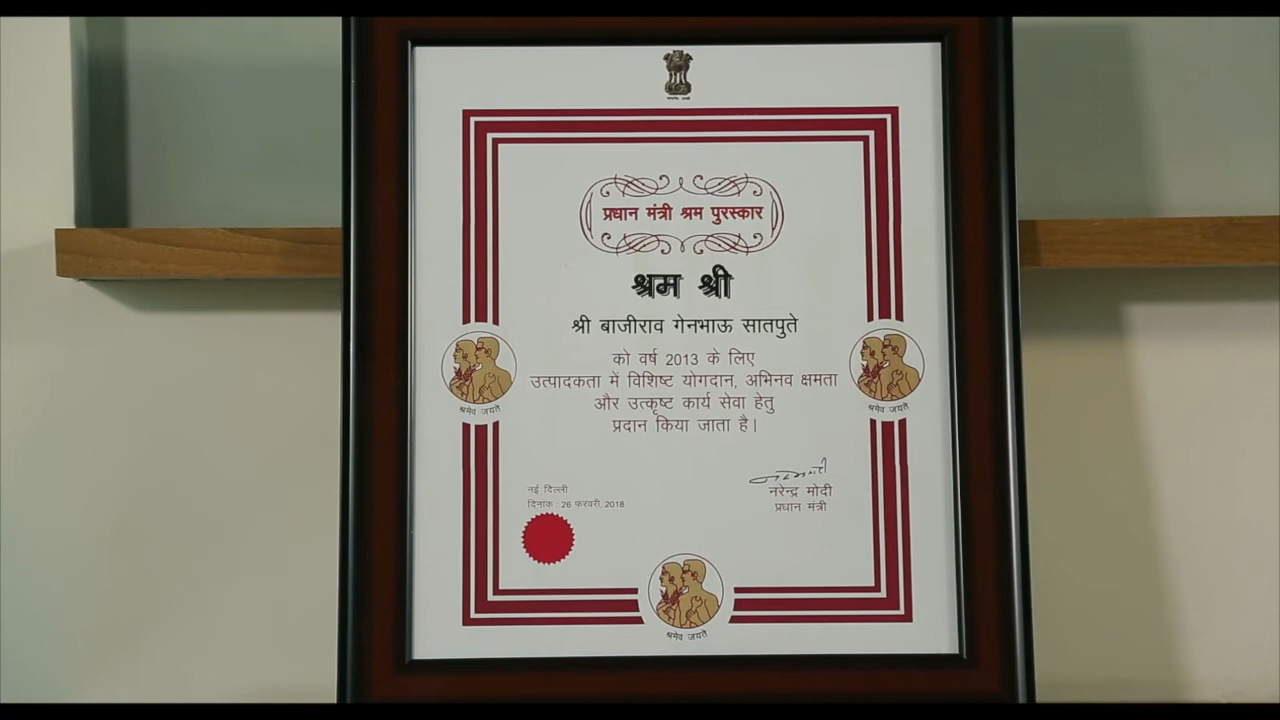 प्रधान मंत्री श्रम पुरस्कार
श्रम श्री
श्री बाजीराव गेनभाऊ सातपुते
को वर्ष 2013 के लिए
उत्पादकता में विशिष्ट योगदान, अभिनव क्षमता
और उत्कृष्ट कार्य सेवा हेतु
प्रदान किया जाता है।
श्रमेव जयते
श्रमेव जयते
नई दिल्ली
दिनांक : 26 फरवरी, 2018
नरेन्द्र मोदी
प्रधान मंत्री
श्रमेव जयते